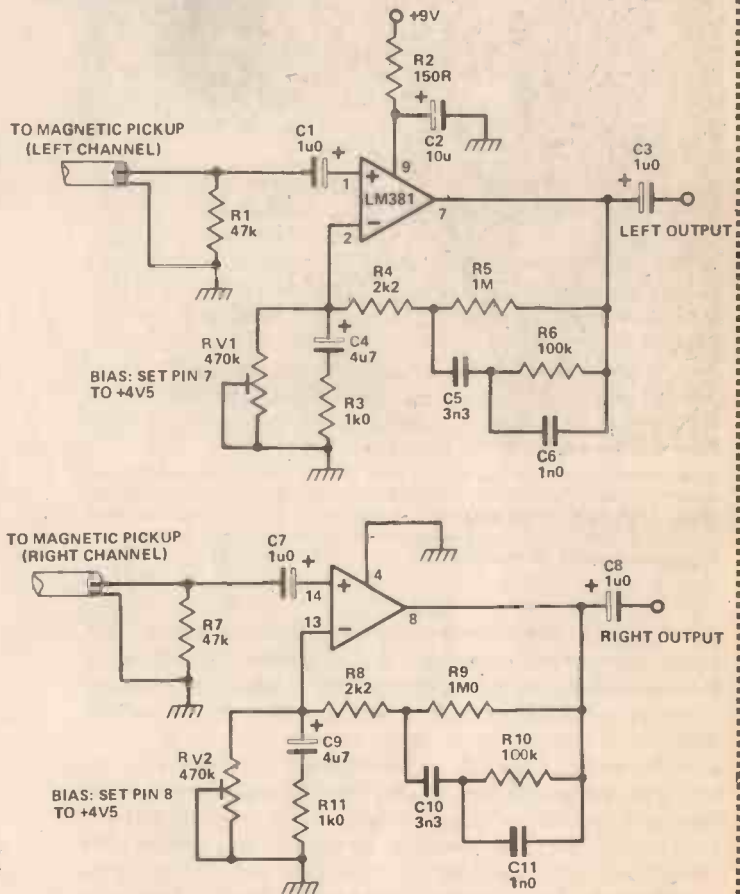 +9V
R2
150R
+
C2
10u
TO MAGNETIC PICKUP
(LEFT CHANNEL)
C1
1u0
+
1
+
9
LM381
7
2
−
C3
1u0
+
LEFT OUTPUT
R1
47k
R4
2k2
R5
1M
R6
100k
RV1
470k
+
C4
4u7
BIAS: SET PIN 7
TO +4V5
C5
3n3
R3
1k0
C6
1n0
TO MAGNETIC PICKUP
(RIGHT CHANNEL)
C7
1u0
+
14
+
4
8
13
−
C8
1u0
+
RIGHT OUTPUT
R7
47k
R8
2k2
R9
1M0
R10
100k
RV2
470k
+
C9
4u7
BIAS: SET PIN 8
TO +4V5
C10
3n3
R11
1k0
C11
1n0